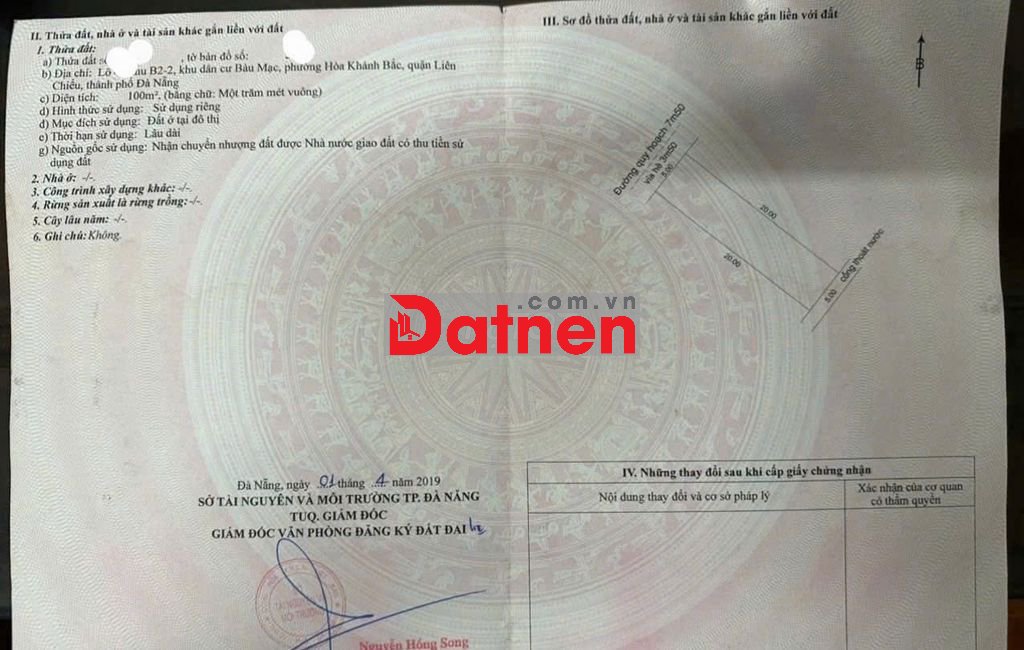 II. Thửa đất, nhà ở và tài sản khác gắn liền với đất
1. Thửa đất:
a) Thửa đất s , tờ bản đồ số:
b) Địa chỉ: Lô B2-2, khu dân cư Bàu Mạc, phường Hòa Khánh Bắc, quận Liên
Chiểu, thành phố Đà Nẵng
c) Diện tích: 100m², (bằng chữ: Một trăm mét vuông)
d) Hình thức sử dụng: Sử dụng riêng
đ) Mục đích sử dụng: Đất ở tại đô thị
e) Thời hạn sử dụng: Lâu dài
g) Nguồn gốc sử dụng: Nhận chuyển nhượng đất được Nhà nước giao đất có thu tiền sử
dụng đất
2. Nhà ở: -/-.
3. Công trình xây dựng khác: -/-.
4. Rừng sản xuất là rừng trồng: -/-.
5. Cây lâu năm: -/-.
6. Ghi chú: Không.
Đà Nẵng, ngày 01 tháng 4 năm 2019
SỞ TÀI NGUYÊN VÀ MÔI TRƯỜNG TP. ĐÀ NẴNG
TUQ. GIÁM ĐỐC
GIÁM ĐỐC VĂN PHÒNG ĐĂNG KÝ ĐẤT ĐAI
Nguyễn Hồng Song
III. Sơ đồ thửa đất, nhà ở và tài sản khác gắn liền với đất
B
Đường quy hoạch 7m50
vỉa hè 3m50
5.00
20.00
20.00
5.00
cống thoát nước
.com.vn
Datnen
IV. Những thay đổi sau khi cấp giấy chứng nhận
Nội dung thay đổi và cơ sở pháp lý
Xác nhận của cơ quan
có thẩm quyền